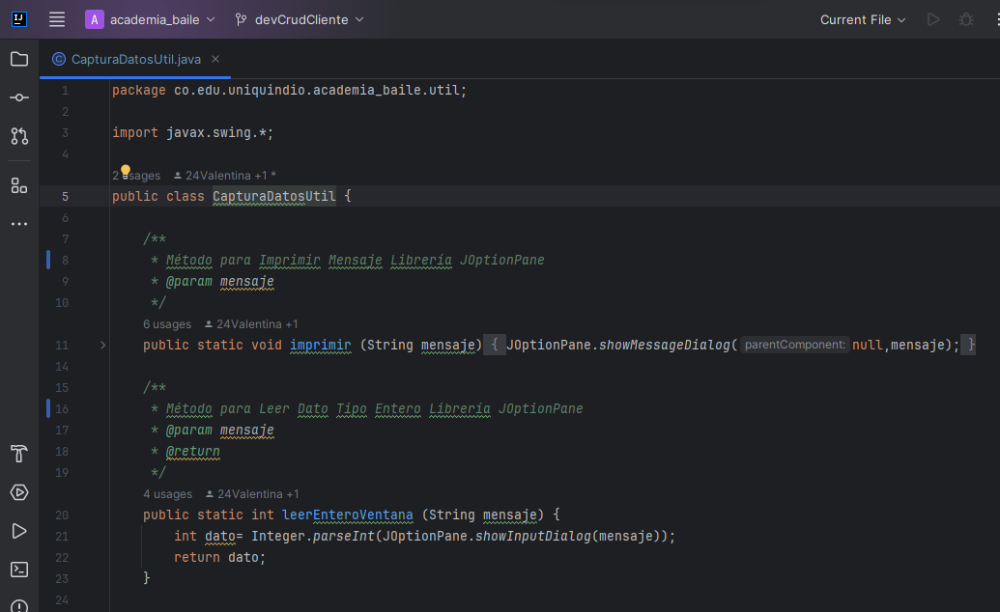 IJ A academia_baile devCrudCliente Current File
CapturaDatosUtil.java
1 package co.edu.uniquindio.academia_baile.util;
2
3 import javax.swing.*;
4
2 usages 24Valentina +1 *
5 public class CapturaDatosUtil {
6
7 /**
8 * Método para Imprimir Mensaje Librería JOptionPane
9 * @param mensaje
10 */
6 usages 24Valentina +1
11 public static void imprimir (String mensaje) { JOptionPane.showMessageDialog( parentComponent: null,mensaje); }
14
15 /**
16 * Método para Leer Dato Tipo Entero Librería JOptionPane
17 * @param mensaje
18 * @return
19 */
4 usages 24Valentina +1
20 public static int leerEnteroVentana (String mensaje) {
21 int dato= Integer.parseInt(JOptionPane.showInputDialog(mensaje));
22 return dato;
23 }
24